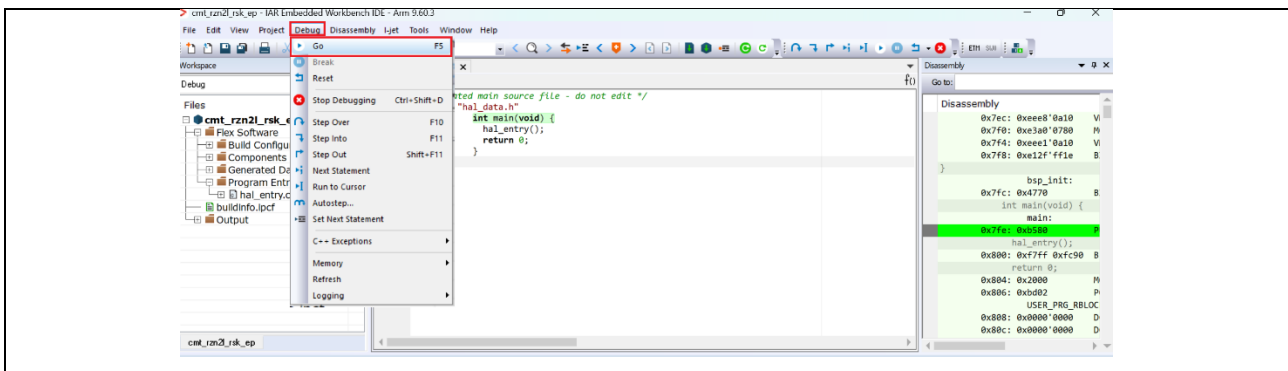 cmt_rzn2l_rsk_ep - IAR Embedded Workbench IDE - Arm 9.60.3
File Edit View Project Debug Disassembly I-jet Tools Window Help
Go F5
Break
Reset
Stop Debugging Ctrl+Shift+D
Step Over F10
Step Into F11
Step Out Shift+F11
Next Statement
Run to Cursor
Autostep...
Set Next Statement
C++ Exceptions
Memory
Refresh
Logging
ETM SWO
Workspace
Debug
Files
cmt_rzn2l_rsk_e
Flex Software
Build Configu
Components
Generated Da
Program Entr
hal_entry.c
buildinfo.ipcf
Output
cmt_rzn2l_rsk_ep
ted main source file - do not edit */
"hal_data.h"
int main(void) {
hal_entry();
return 0;
}
f()
Disassembly
Go to:
Disassembly
0x7ec: 0xeee8'0a10
0x7f0: 0xe3a0'0780
0x7f4: 0xeee1'0a10
0x7f8: 0xe12f'ff1e
}
bsp_init:
0x7fc: 0x4770
int main(void) {
main:
0x7fe: 0xb580
hal_entry();
0x800: 0xf7ff 0xfc90
return 0;
0x804: 0x2000
0x806: 0xbd02
USER_PRG_RBLOC
0x808: 0x0000'0000
0x80c: 0x0000'0000